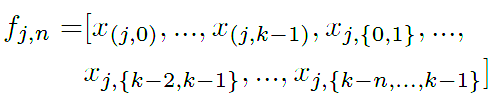 f_{j,n} = [x_{(j,0)}, ..., x_{(j,k-1)}, x_{j,\{0,1\}}, ...,
x_{j,\{k-2,k-1\}}, ..., x_{j,\{k-n,...,k-1\}}]